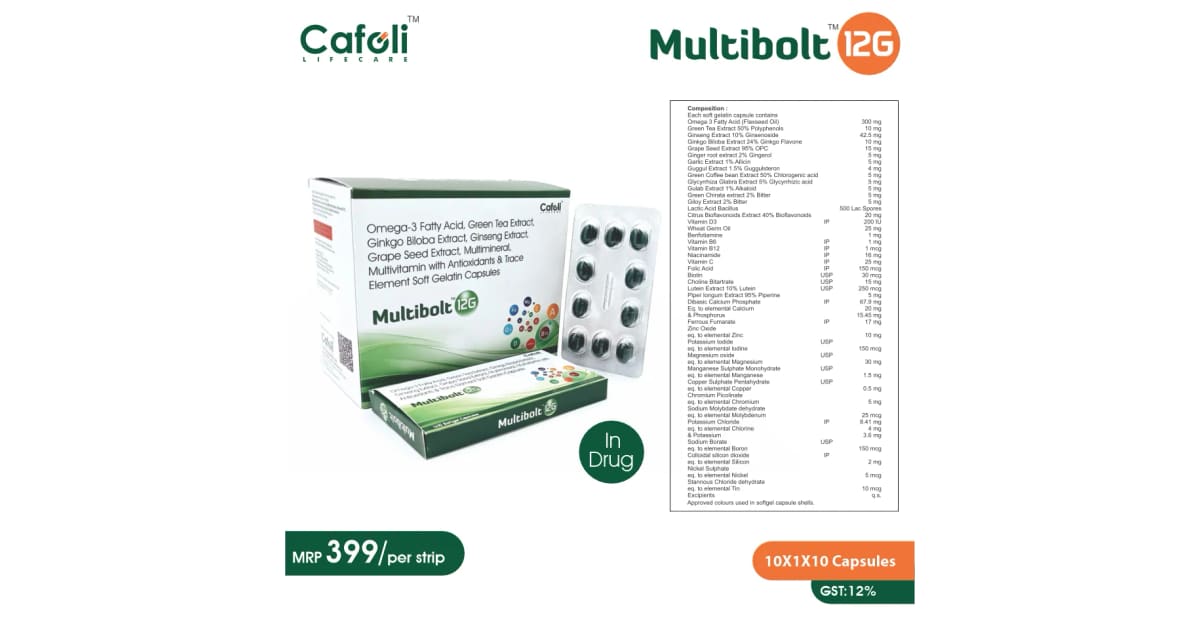 Cafoli TM
LIFECARE
Multibolt TM 12G
Composition :
Each soft gelatin capsule contains
Omega 3 Fatty Acid (Flaxseed Oil) 300 mg
Green Tea Extract 50% Polyphenols 10 mg
Ginseng Extract 10% Ginsenoside 42.5 mg
Ginkgo Biloba Extract 24% Ginkgo Flavone 10 mg
Grape Seed Extract 95% OPC 15 mg
Ginger root extract 2% Gingerol 5 mg
Garlic Extract 1% Allicin 5 mg
Guggul Extract 1.5% Guggulsteron 4 mg
Green Coffee bean Extract 50% Chlorogenic acid 5 mg
Glycyrrhiza Glabra Extract 5% Glycyrrhizic acid 5 mg
Gulab Extract 1% Alkaloid 5 mg
Green Chirata extract 2% Bitter 5 mg
Giloy Extract 2% Bitter 5 mg
Lactic Acid Bacillus 500 Lac Spores
Citrus Bioflavonoids Extract 40% Bioflavonoids 20 mg
Vitamin D3 IP 200 IU
Wheat Germ Oil 25 mg
Benfotiamine 1 mg
Vitamin B6 IP 1 mg
Vitamin B12 IP 1 mcg
Niacinamide IP 16 mg
Vitamin C IP 25 mg
Folic Acid IP 150 mcg
Biotin USP 30 mcg
Choline Bitartrate USP 15 mg
Lutein Extract 10% Lutein USP 250 mcg
Piper longum Extract 95% Piperine 5 mg
Dibasic Calcium Phosphate IP 67.9 mg
Eq. to elemental Calcium 20 mg
& Phosphorus 15.45 mg
Ferrous Fumarate IP 17 mg
Zinc Oxide
eq. to elemental Zinc 10 mg
Potassium Iodide USP
eq. to elemental Iodine 150 mcg
Magnesium oxide USP
eq. to elemental Magnesium 30 mg
Manganese Sulphate Monohydrate USP
eq. to elemental Manganese 1.5 mg
Copper Sulphate Pentahydrate USP
eq. to elemental Copper 0.5 mg
Chromium Picolinate
eq. to elemental Chromium 5 mg
Sodium Molybdate dehydrate
eq. to elemental Molybdenum 25 mcg
Potassium Chloride IP 8.41 mg
eq. to elemental Chlorine 4 mg
& Potassium 3.6 mg
Sodium Borate USP
eq. to elemental Boron 150 mcg
Colloidal silicon dioxide IP
eq. to elemental Silicon 2 mg
Nickel Sulphate
eq. to elemental Nickel 5 mcg
Stannous Chloride dehydrate
eq. to elemental Tin 10 mcg
Excipients q.s.
Approved colours used in softgel capsule shells.
Cafoli
Omega-3 Fatty Acid, Green Tea Extract,
Ginkgo Biloba Extract, Ginseng Extract,
Grape Seed Extract, Multimineral,
Multivitamin with Antioxidants & Trace
Element Soft Gelatin Capsules
Multibolt 12G
Multibolt 12G
Multibolt 12G
Multibolt
In
Drug
MRP 399/per strip
10X1X10 Capsules
GST:12%